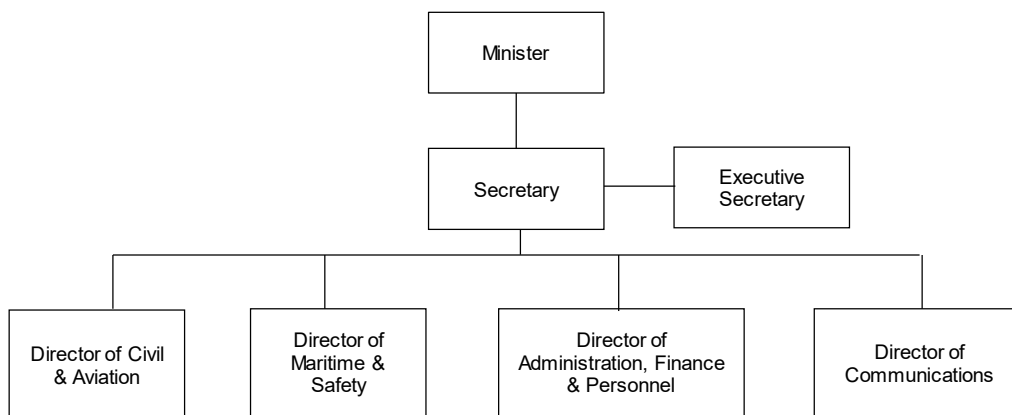 Minister
Secretary
Executive
Secretary
Director of Civil
& Aviation
Director of
Maritime &
Safety
Director of
Administration, Finance
& Personnel
Director of
Communications